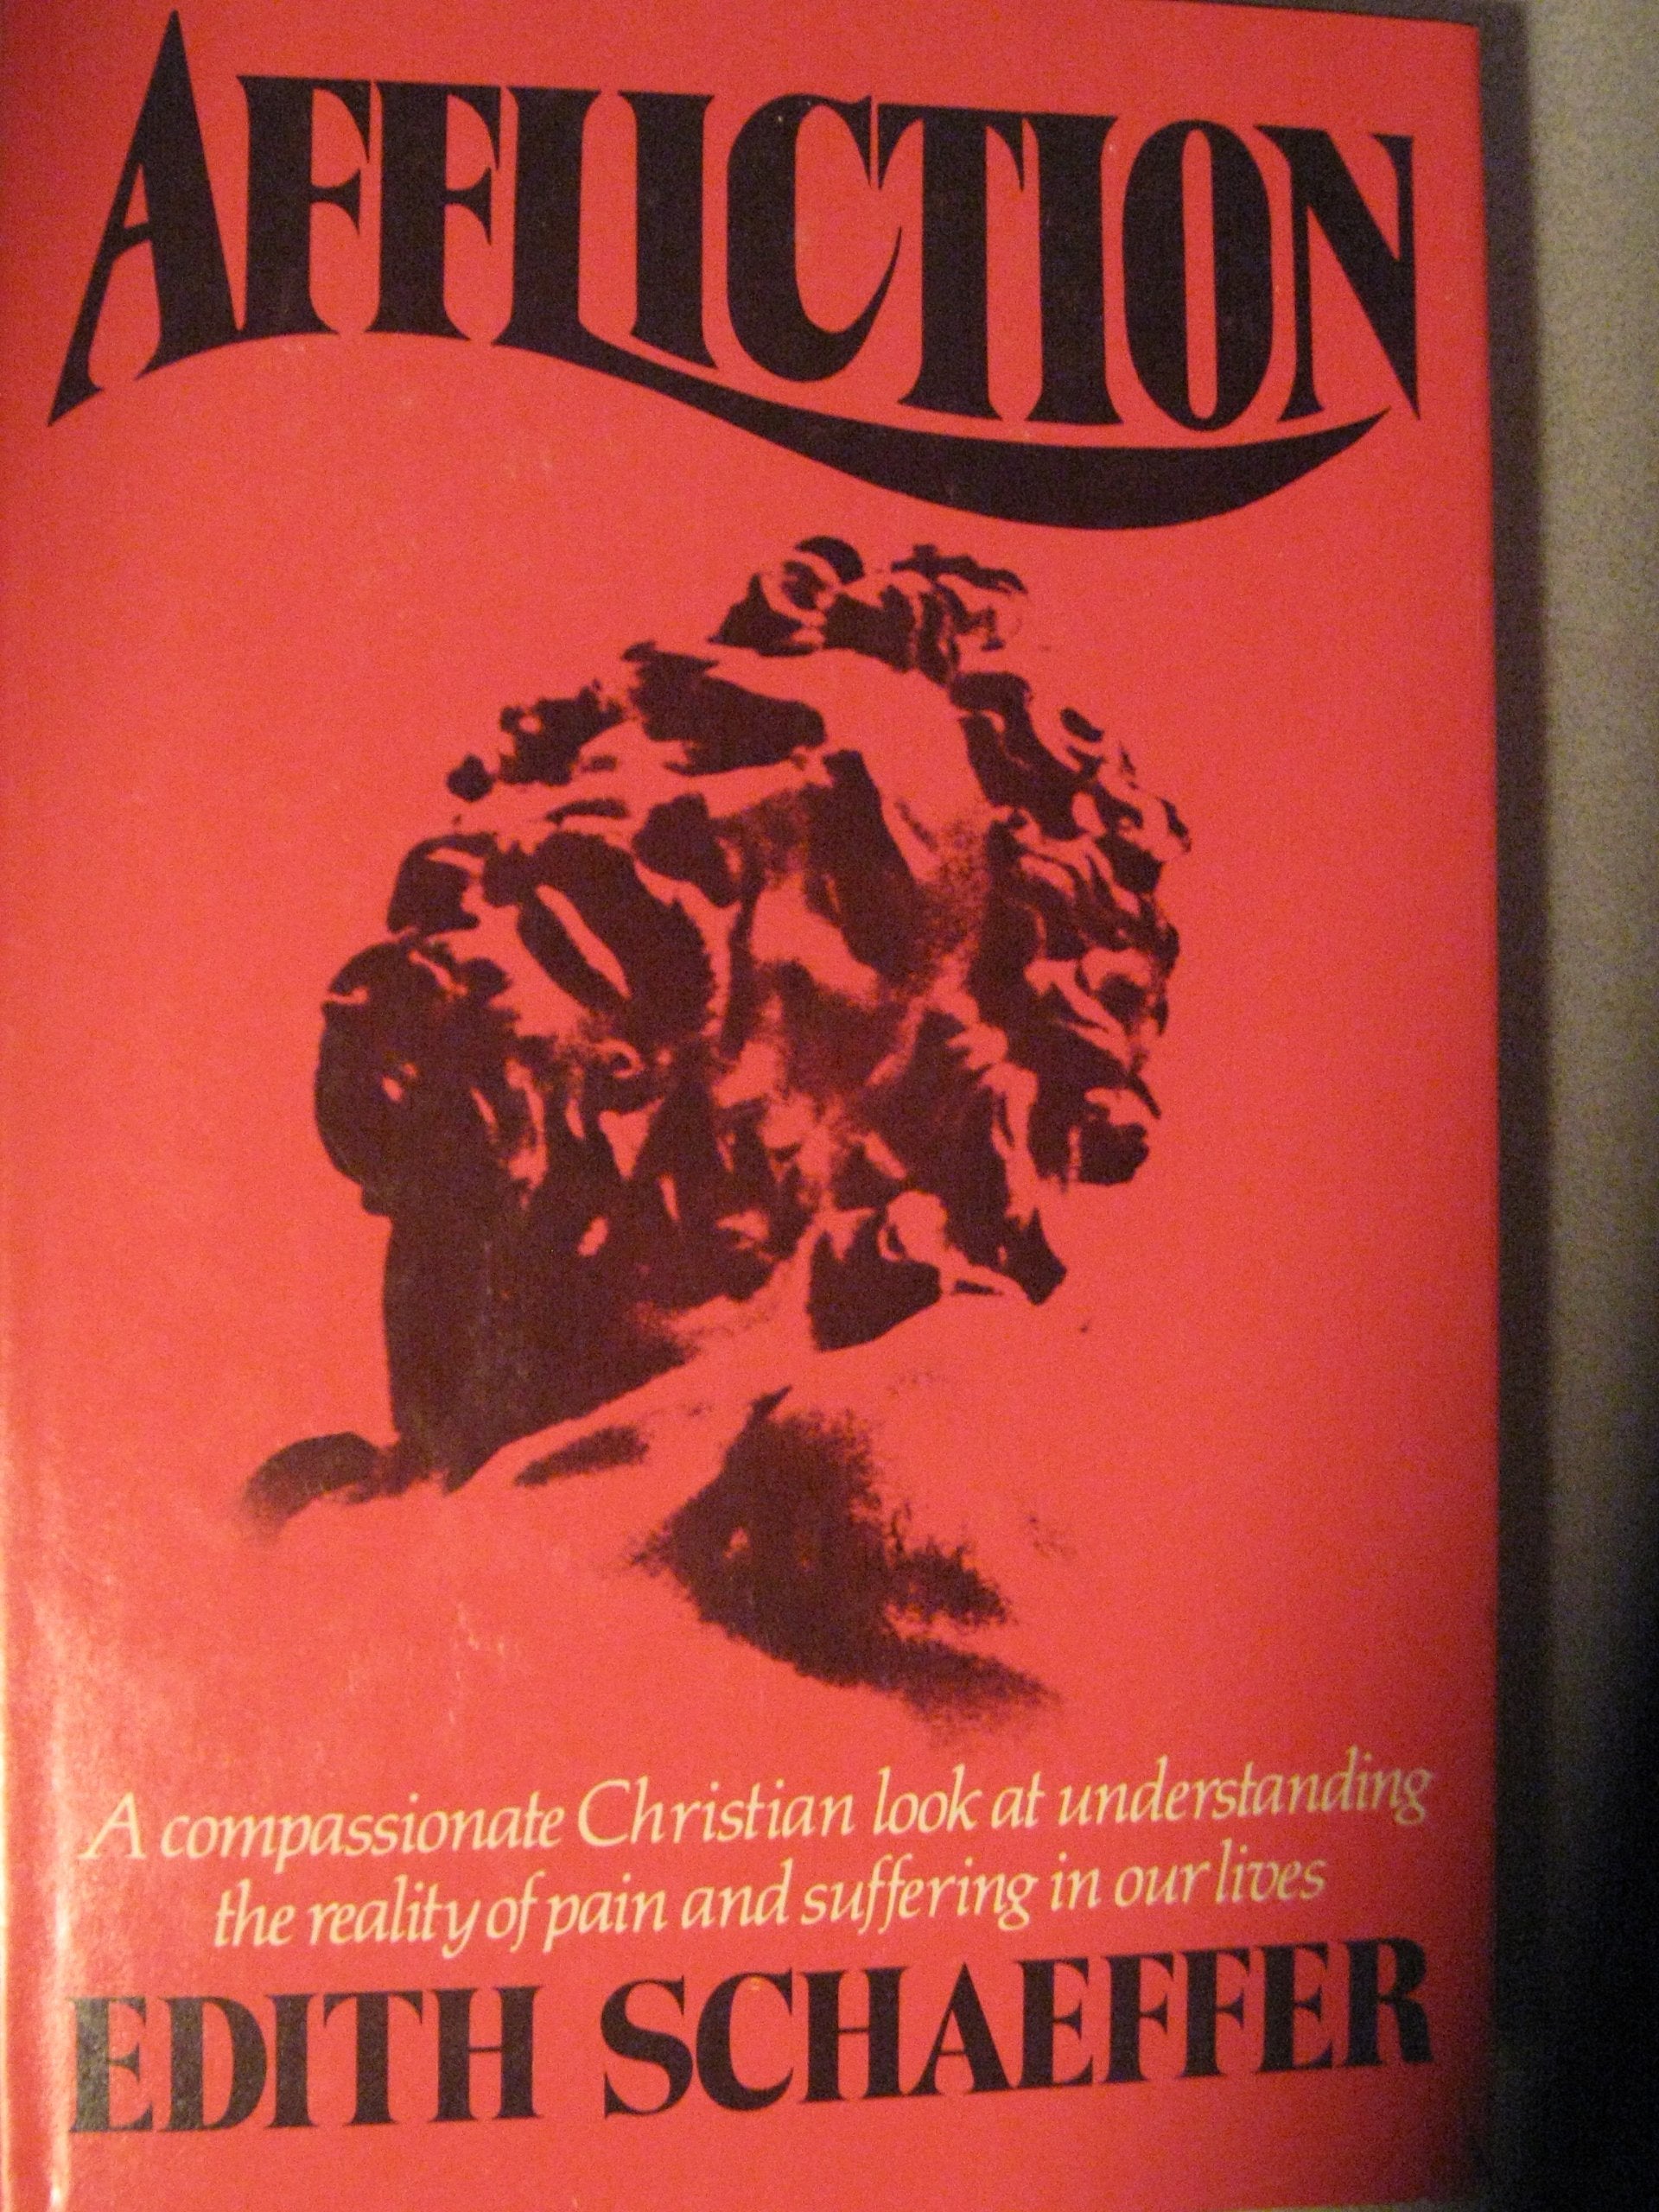 AFFLICTION
A compassionate Christian look at understanding
the reality of pain and suffering in our lives
EDITH SCHAEFFER